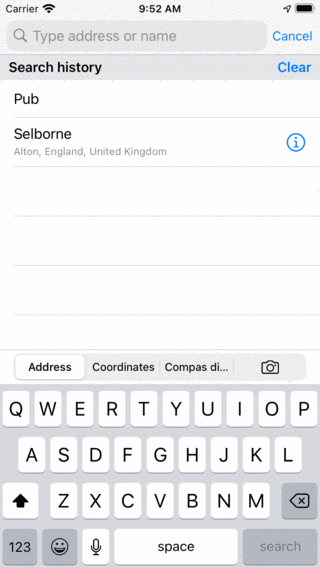 Carrier 9:52 AM
Type address or name Cancel
Search history Clear
Pub
Selborne
Alton, England, United Kingdom
Address Coordinates Compas di...
Q W E R T Y U I O P
A S D F G H J K L
Z X C V B N M
123 space search